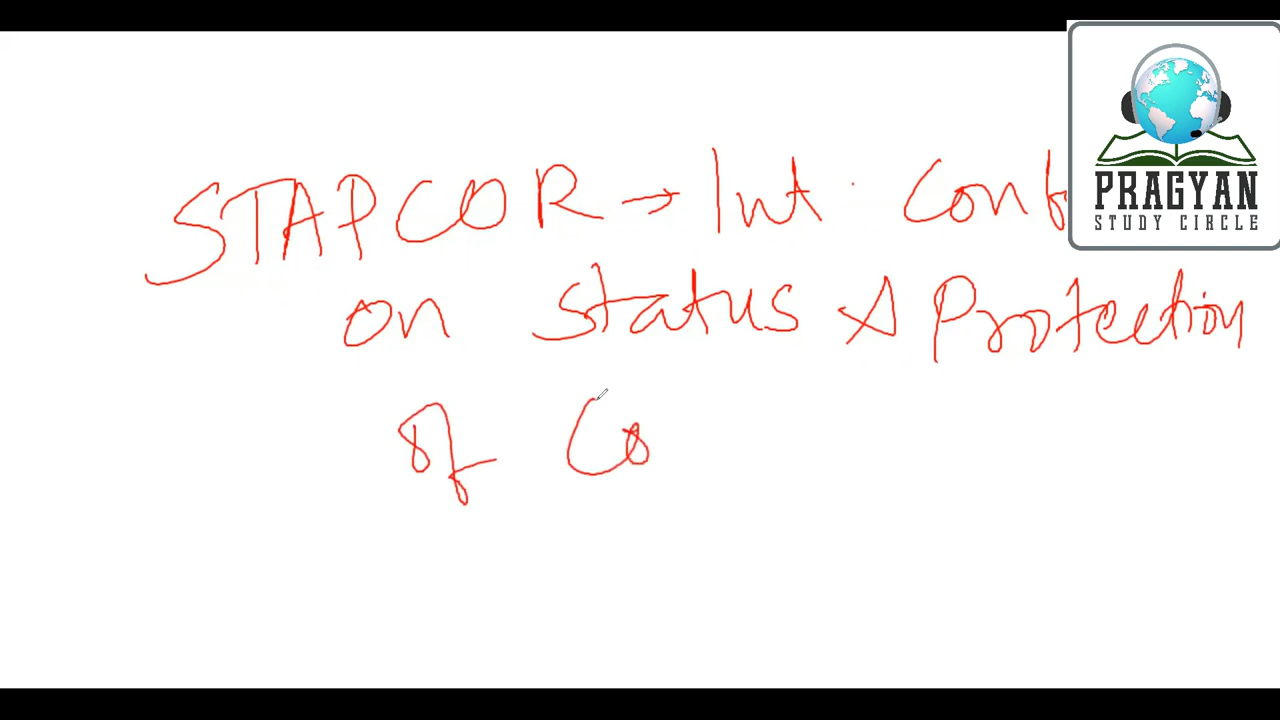 STAPCOR → Int. Conf
on Status & Protection
of Co
PRAGYAN
STUDY CIRCLE